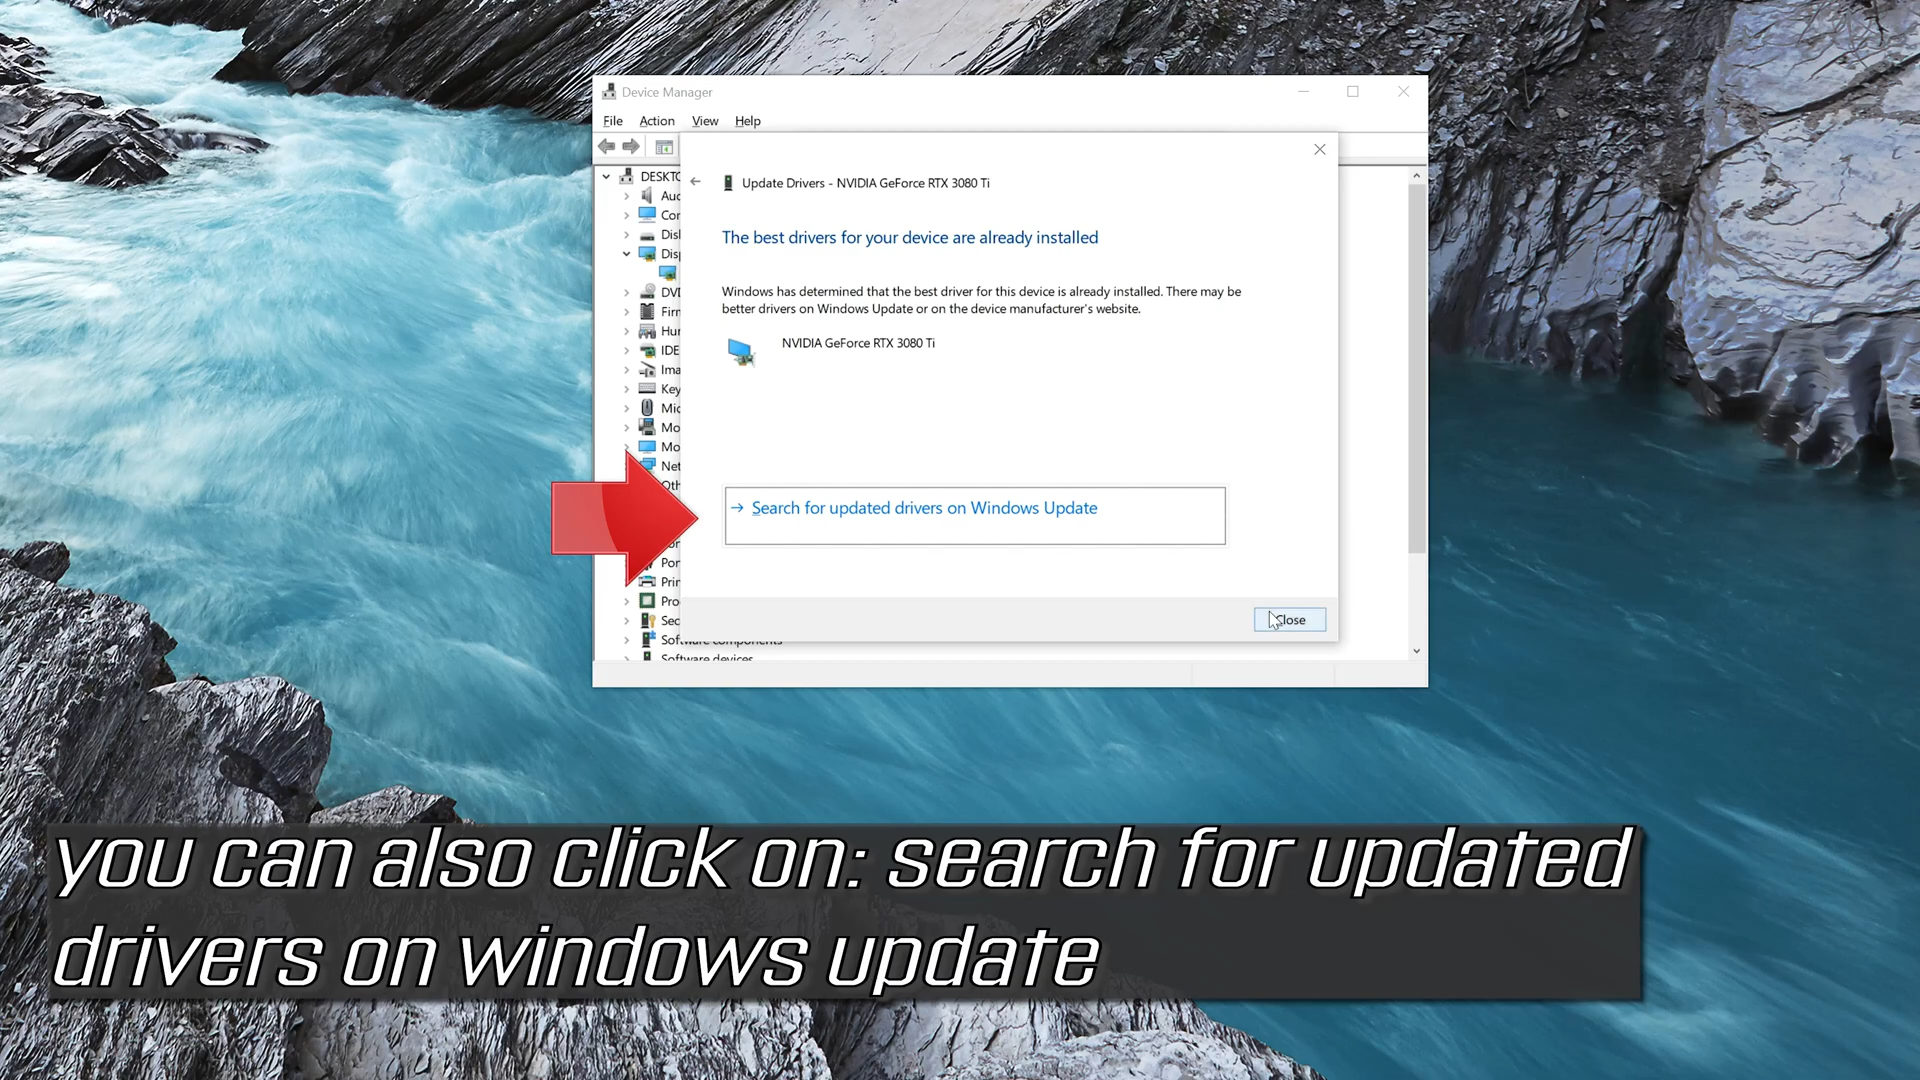 Device Manager
File Action View Help
Update Drivers - NVIDIA GeForce RTX 3080 Ti
The best drivers for your device are already installed
Windows has determined that the best driver for this device is already installed. There may be
better drivers on Windows Update or on the device manufacturer's website.
NVIDIA GeForce RTX 3080 Ti
Search for updated drivers on Windows Update
Close
Software components
Software devices
you can also click on: search for updated
drivers on windows update